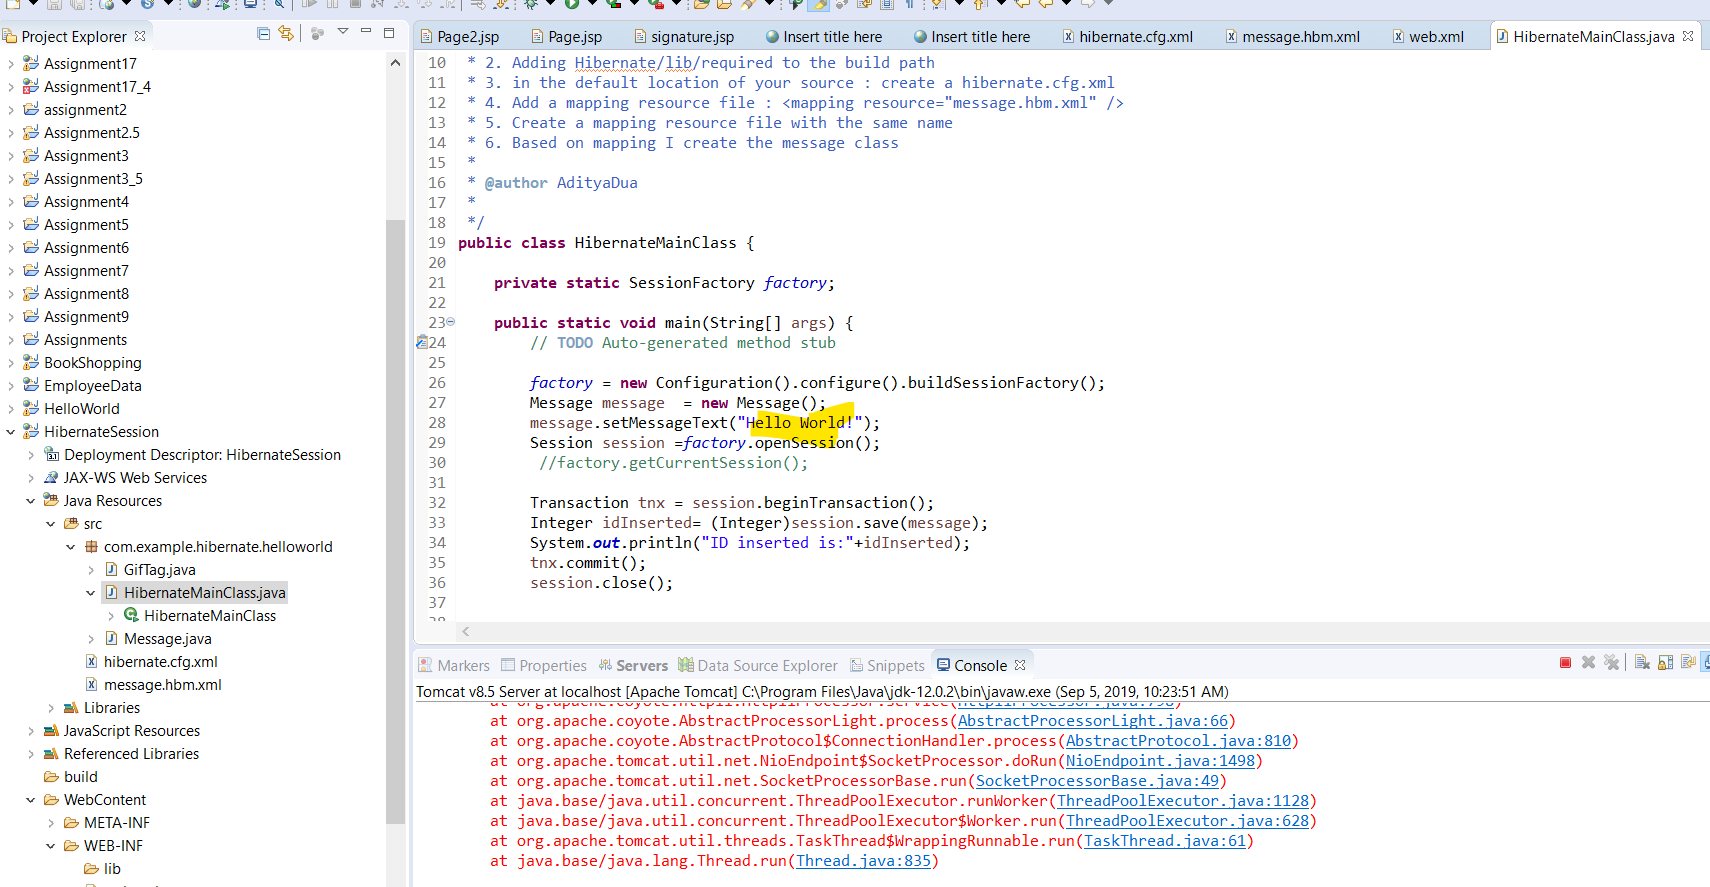 Project Explorer
Assignment17
Assignment17_4
assignment2
Assignment2.5
Assignment3
Assignment3_5
Assignment4
Assignment5
Assignment6
Assignment7
Assignment8
Assignment9
Assignments
BookShopping
EmployeeData
HelloWorld
HibernateSession
Deployment Descriptor: HibernateSession
JAX-WS Web Services
Java Resources
src
com.example.hibernate.helloworld
GifTag.java
HibernateMainClass.java
HibernateMainClass
Message.java
hibernate.cfg.xml
message.hbm.xml
Libraries
JavaScript Resources
Referenced Libraries
build
WebContent
META-INF
WEB-INF
lib
Page2.jsp Page.jsp signature.jsp Insert title here Insert title here hibernate.cfg.xml message.hbm.xml web.xml HibernateMainClass.java
10 * 2. Adding Hibernate/lib/required to the build path
11 * 3. in the default location of your source : create a hibernate.cfg.xml
12 * 4. Add a mapping resource file : <mapping resource="message.hbm.xml" />
13 * 5. Create a mapping resource file with the same name
14 * 6. Based on mapping I create the message class
15 *
16 * @author AdityaDua
17 *
18 */
19 public class HibernateMainClass {
20
21 private static SessionFactory factory;
22
23 public static void main(String[] args) {
24 // TODO Auto-generated method stub
25
26 factory = new Configuration().configure().buildSessionFactory();
27 Message message  = new Message();
28 message.setMessageText("Hello World!");
29 Session session =factory.openSession();
30 //factory.getCurrentSession();
31
32 Transaction tnx = session.beginTransaction();
33 Integer idInserted= (Integer)session.save(message);
34 System.out.println("ID inserted is:"+idInserted);
35 tnx.commit();
36 session.close();
37
Markers Properties Servers Data Source Explorer Snippets Console
Tomcat v8.5 Server at localhost [Apache Tomcat] C:\Program Files\Java\jdk-12.0.2\bin\javaw.exe (Sep 5, 2019, 10:23:51 AM)
at org.apache.coyote.http11.Http11Processor.service(Http11Processor.java:798)
at org.apache.coyote.AbstractProcessorLight.process(AbstractProcessorLight.java:66)
at org.apache.coyote.AbstractProtocol$ConnectionHandler.process(AbstractProtocol.java:810)
at org.apache.tomcat.util.net.NioEndpoint$SocketProcessor.doRun(NioEndpoint.java:1498)
at org.apache.tomcat.util.net.SocketProcessorBase.run(SocketProcessorBase.java:49)
at java.base/java.util.concurrent.ThreadPoolExecutor.runWorker(ThreadPoolExecutor.java:1128)
at java.base/java.util.concurrent.ThreadPoolExecutor$Worker.run(ThreadPoolExecutor.java:628)
at org.apache.tomcat.util.threads.TaskThread$WrappingRunnable.run(TaskThread.java:61)
at java.base/java.lang.Thread.run(Thread.java:835)